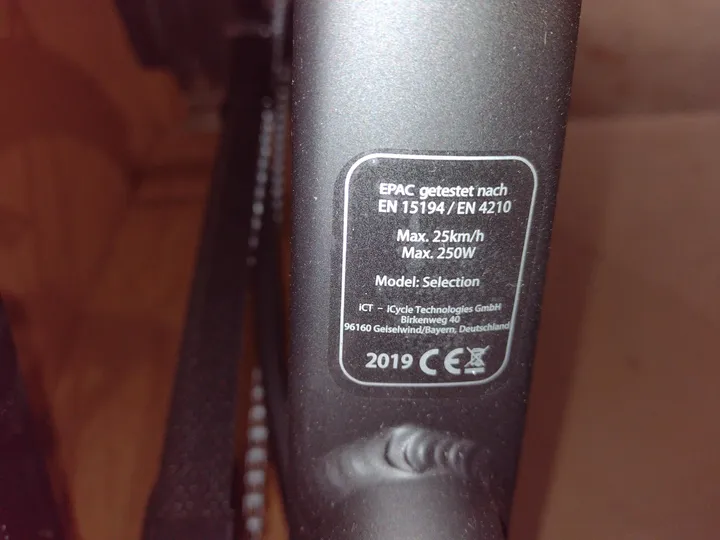 EPAC getestet nach
EN 15194 / EN 4210
Max. 25km/h
Max. 250W
Model: Selection
iCT – iCycle Technologies GmbH
Birkenweg 40
96160 Geiselwind/Bayern, Deutschland
2019 CE